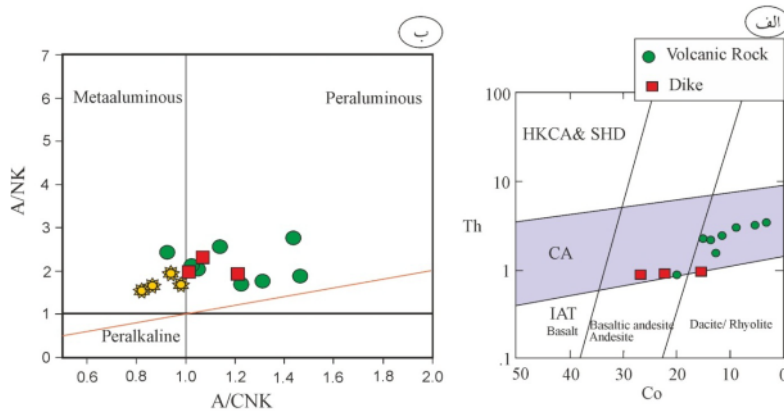 ب
7
6
5
4
3
2
1
0
A/NK
Metaaluminous
Peraluminous
Peralkaline
0.6 0.8 1.0 1.2 1.4 1.6 1.8 2.0
A/CNK
الف
Volcanic Rock
Dike
100
10
1
.1
Th
HKCA& SHD
CA
IAT
Basalt
Basaltic andesite
Andesite
Dacite/ Rhyolite
50 40 30 20 10 0
Co